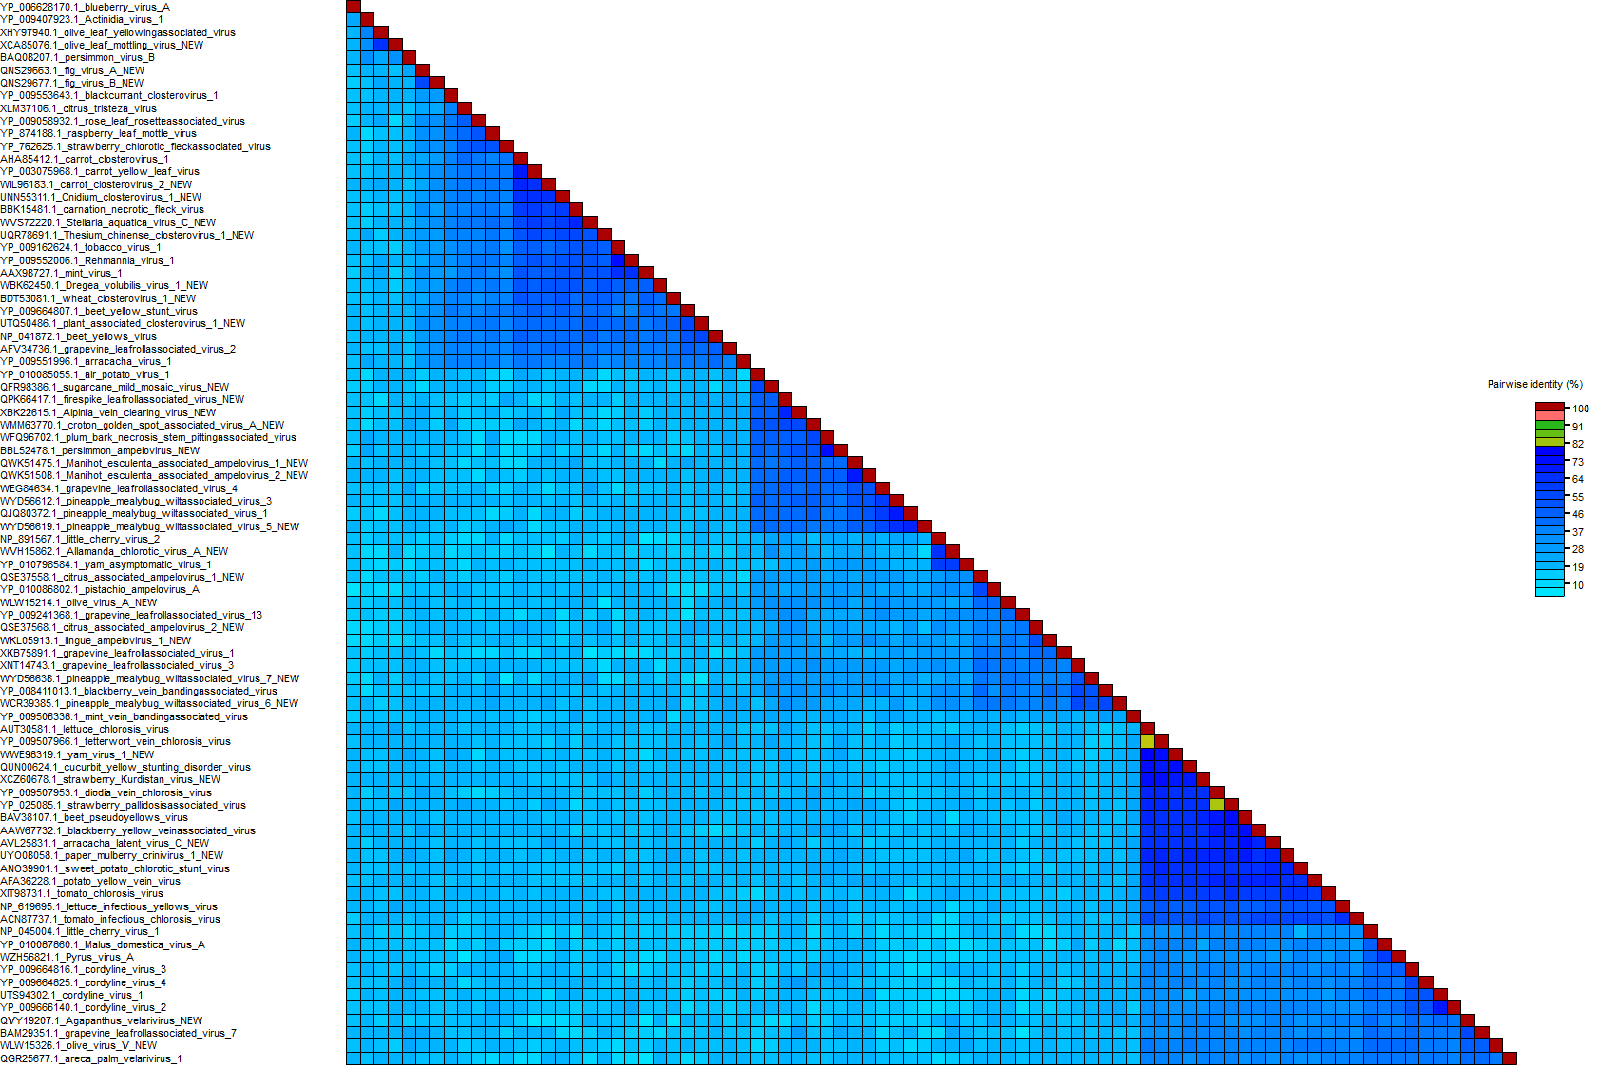 YP_006628170.1_blueberry_virus_A
YP_009407923.1_Actinidia_virus_1
XHY97940.1_olive_leaf_yellowingassociated_virus
XCA85076.1_olive_leaf_mottling_virus_NEW
BAQ08207.1_persimmon_virus_B
QNS29663.1_fig_virus_A_NEW
QNS29677.1_fig_virus_B_NEW
YP_009553643.1_blackcurrant_closterovirus_1
XLM37106.1_citrus_tristeza_virus
YP_009058932.1_rose_leaf_rosetteassociated_virus
YP_874188.1_raspberry_leaf_mottle_virus
YP_762625.1_strawberry_chlorotic_fleckassociated_virus
AHA85412.1_carrot_closterovirus_1
YP_003075968.1_carrot_yellow_leaf_virus
WIL96183.1_carrot_closterovirus_2_NEW
UNN55311.1_Cnidium_closterovirus_1_NEW
BBK15481.1_carnation_necrotic_fleck_virus
WVS72220.1_Stellaria_aquatica_virus_C_NEW
UQR78691.1_Thesium_chinense_closterovirus_1_NEW
YP_009162624.1_tobacco_virus_1
YP_009552006.1_Rehmannia_virus_1
AAX98727.1_mint_virus_1
WBK62450.1_Dregea_volubilis_virus_1_NEW
BDT53081.1_wheat_closterovirus_1_NEW
YP_009664807.1_beet_yellow_stunt_virus
UTQ50486.1_plant_associated_closterovirus_1_NEW
NP_041872.1_beet_yellows_virus
AFV34736.1_grapevine_leafrollassociated_virus_2
YP_009551996.1_arracacha_virus_1
YP_010085055.1_air_potato_virus_1
QFR98386.1_sugarcane_mild_mosaic_virus_NEW
QPK66417.1_firespike_leafrollassociated_virus_NEW
XBK22615.1_Alpinia_vein_clearing_virus_NEW
WMM63770.1_croton_golden_spot_associated_virus_A_NEW
WFQ96702.1_plum_bark_necrosis_stem_pittingassociated_virus
BBL52478.1_persimmon_ampelovirus_NEW
QWK51475.1_Manihot_esculenta_associated_ampelovirus_1_NEW
QWK51508.1_Manihot_esculenta_associated_ampelovirus_2_NEW
WEG84634.1_grapevine_leafrollassociated_virus_4
WYD56612.1_pineapple_mealybug_wiltassociated_virus_3
QJQ80372.1_pineapple_mealybug_wiltassociated_virus_1
WYD56619.1_pineapple_mealybug_wiltassociated_virus_5_NEW
NP_891567.1_little_cherry_virus_2
WVH15862.1_Allamanda_chlorotic_virus_A_NEW
YP_010798584.1_yam_asymptomatic_virus_1
QSE37558.1_citrus_associated_ampelovirus_1_NEW
YP_010086802.1_pistachio_ampelovirus_A
WLW15214.1_olive_virus_A_NEW
YP_009241368.1_grapevine_leafrollassociated_virus_13
QSE37568.1_citrus_associated_ampelovirus_2_NEW
WKL05913.1_lingue_ampelovirus_1_NEW
XKB75891.1_grapevine_leafrollassociated_virus_1
XNT14743.1_grapevine_leafrollassociated_virus_3
WYD56638.1_pineapple_mealybug_wiltassociated_virus_7_NEW
YP_008411013.1_blackberry_vein_bandingassociated_virus
WCR39385.1_pineapple_mealybug_wiltassociated_virus_6_NEW
YP_009506336.1_mint_vein_bandingassociated_virus
AUT30581.1_lettuce_chlorosis_virus
YP_009507966.1_tetterwort_vein_chlorosis_virus
WWE98319.1_yam_virus_1_NEW
QUN00624.1_cucurbit_yellow_stunting_disorder_virus
XCZ60678.1_strawberry_Kurdistan_virus_NEW
YP_009507953.1_diodia_vein_chlorosis_virus
YP_025085.1_strawberry_pallidosisassociated_virus
BAV38107.1_beet_pseudoyellows_virus
AAW67732.1_blackberry_yellow_veinassociated_virus
AVL25831.1_arracacha_latent_virus_C_NEW
UYO08058.1_paper_mulberry_crinivirus_1_NEW
ANO39901.1_sweet_potato_chlorotic_stunt_virus
AFA36228.1_potato_yellow_vein_virus
XIT98731.1_tomato_chlorosis_virus
NP_619695.1_lettuce_infectious_yellows_virus
ACN87737.1_tomato_infectious_chlorosis_virus
NP_045004.1_little_cherry_virus_1
YP_010087660.1_Malus_domestica_virus_A
WZH56821.1_Pyrus_virus_A
YP_009664816.1_cordyline_virus_3
YP_009664825.1_cordyline_virus_4
UTS94302.1_cordyline_virus_1
YP_009666140.1_cordyline_virus_2
QVY19207.1_Agapanthus_velarivirus_NEW
BAM29351.1_grapevine_leafrollassociated_virus_7
WLW15326.1_olive_virus_V_NEW
QGR25677.1_areca_palm_velarivirus_1
Pairwise identity (%)
100
91
82
73
64
55
46
37
28
19
10